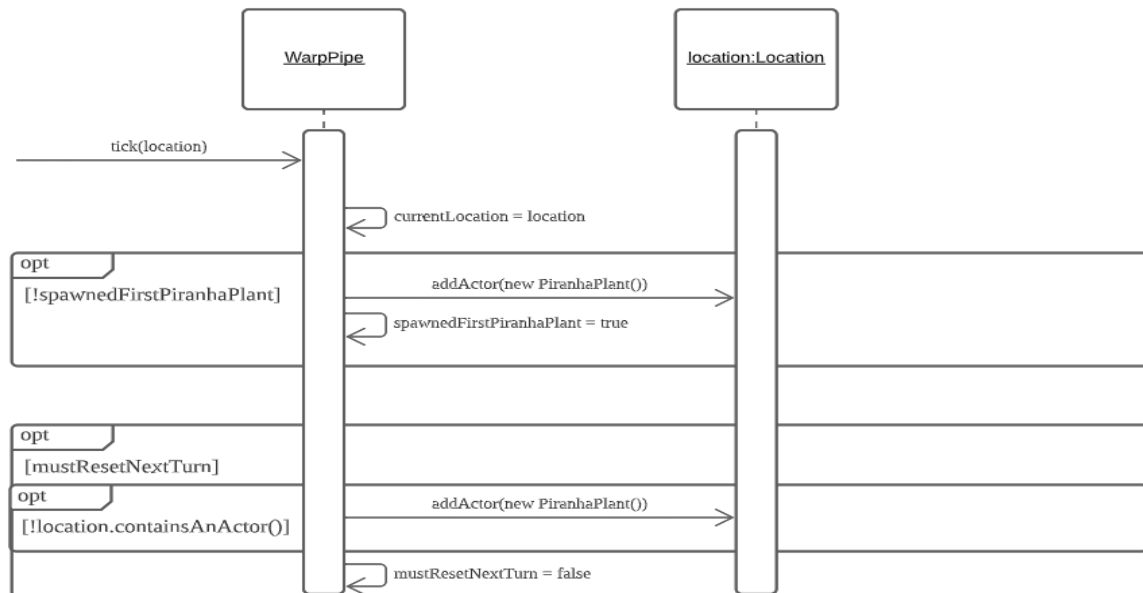 WarpPipe
location:Location
tick(location)
currentLocation = location
opt
[!spawnedFirstPiranhaPlant]
addActor(new PiranhaPlant())
spawnedFirstPiranhaPlant = true
opt
[mustResetNextTurn]
opt
[!location.containsAnActor()]
addActor(new PiranhaPlant())
mustResetNextTurn = false